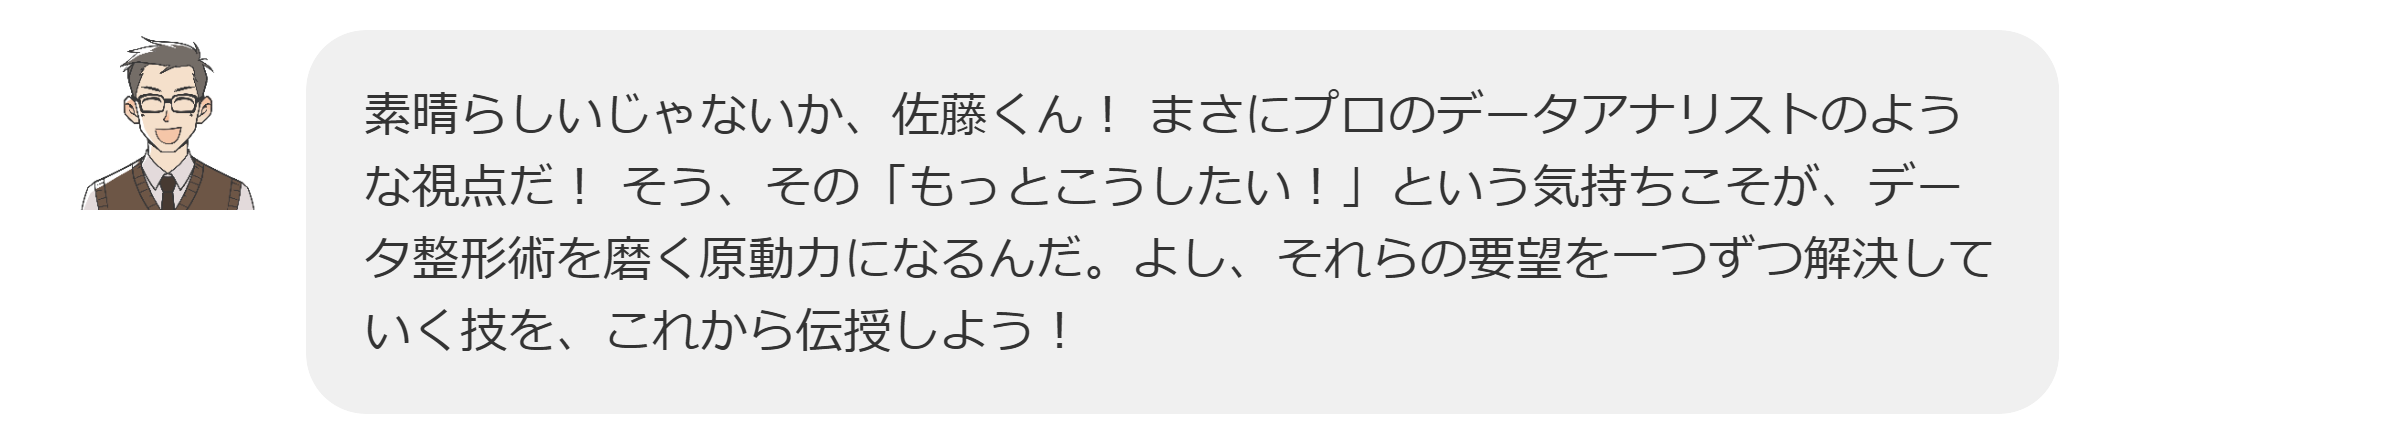 素晴らしいじゃないか、佐藤くん！ まさにプロのデータアナリストのよう
な視点だ！ そう、その「もっとこうしたい！」という気持ちこそが、デー
タ整形術を磨く原動力になるんだ。よし、それらの要望を一つずつ解決して
いく技を、これから伝授しよう！